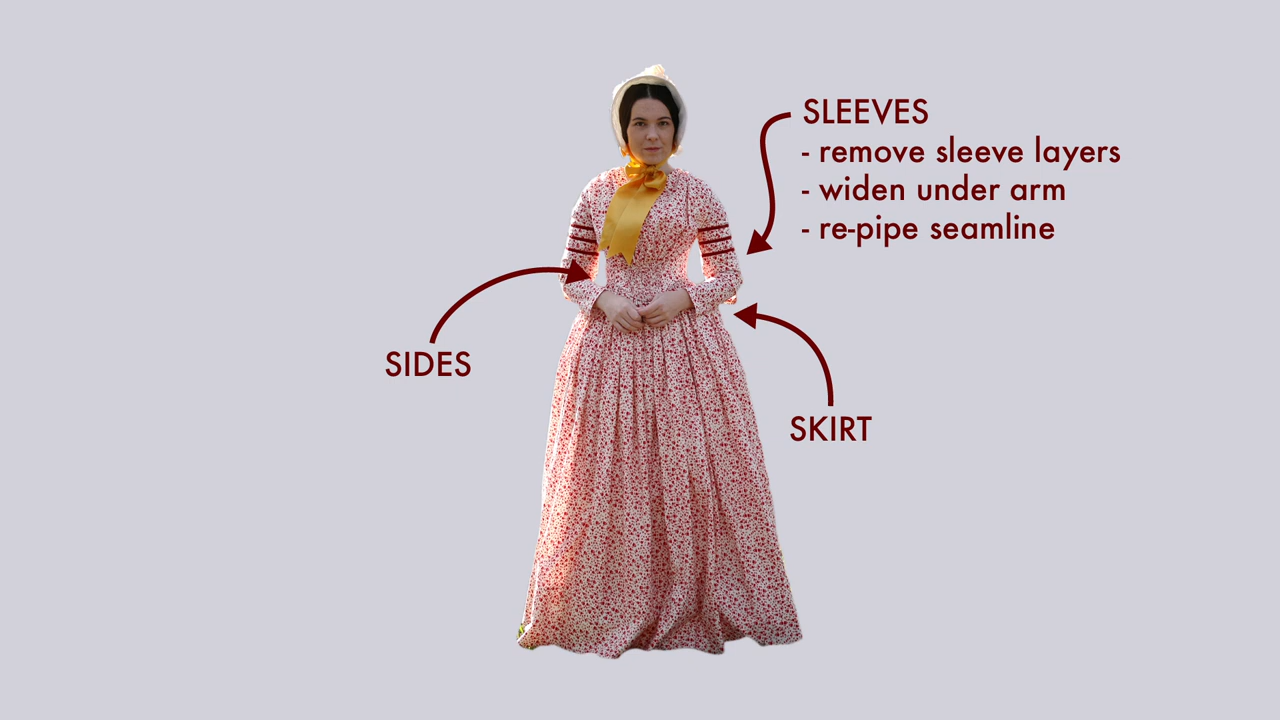 SLEEVES
- remove sleeve layers
- widen under arm
- re-pipe seamline
SIDES
SKIRT